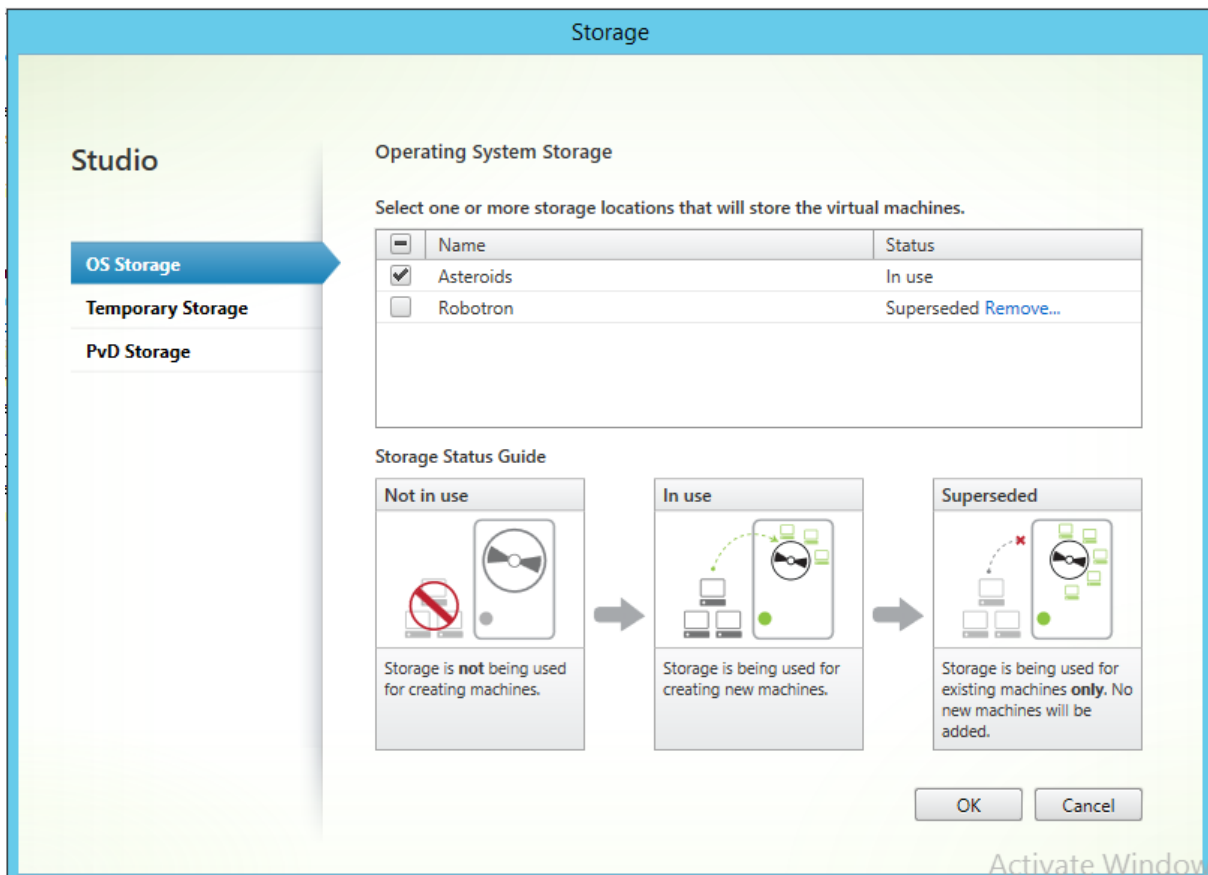 Storage
Studio
OS Storage
Temporary Storage
PvD Storage
Operating System Storage
Select one or more storage locations that will store the virtual machines.
Name Status
Asteroids In use
Robotron Superseded Remove...
Storage Status Guide
Not in use
Storage is not being used
for creating machines.
In use
Storage is being used for
creating new machines.
Superseded
Storage is being used for
existing machines only. No
new machines will be
added.
OK Cancel
Activate Window